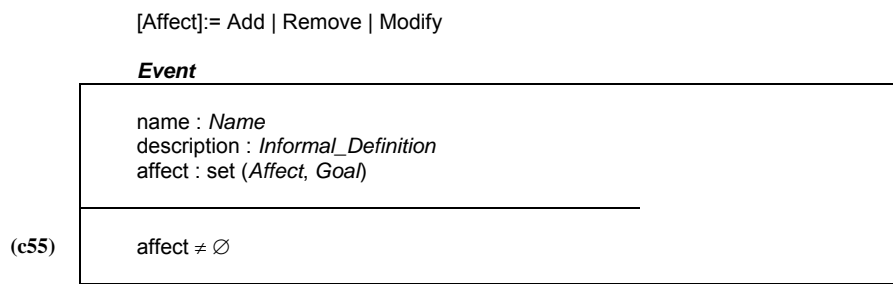 [Affect]:= Add | Remove | Modify
Event
name : Name
description : Informal_Definition
affect : set (Affect, Goal)
(c55) affect ≠ ∅